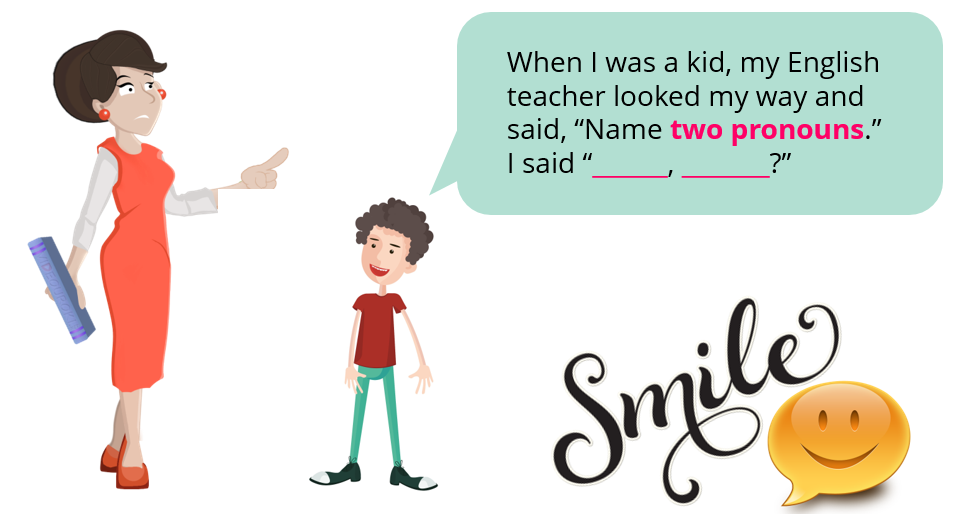 When I was a kid, my English
teacher looked my way and
said, “Name two pronouns.”
I said “______, _______?”
Smile